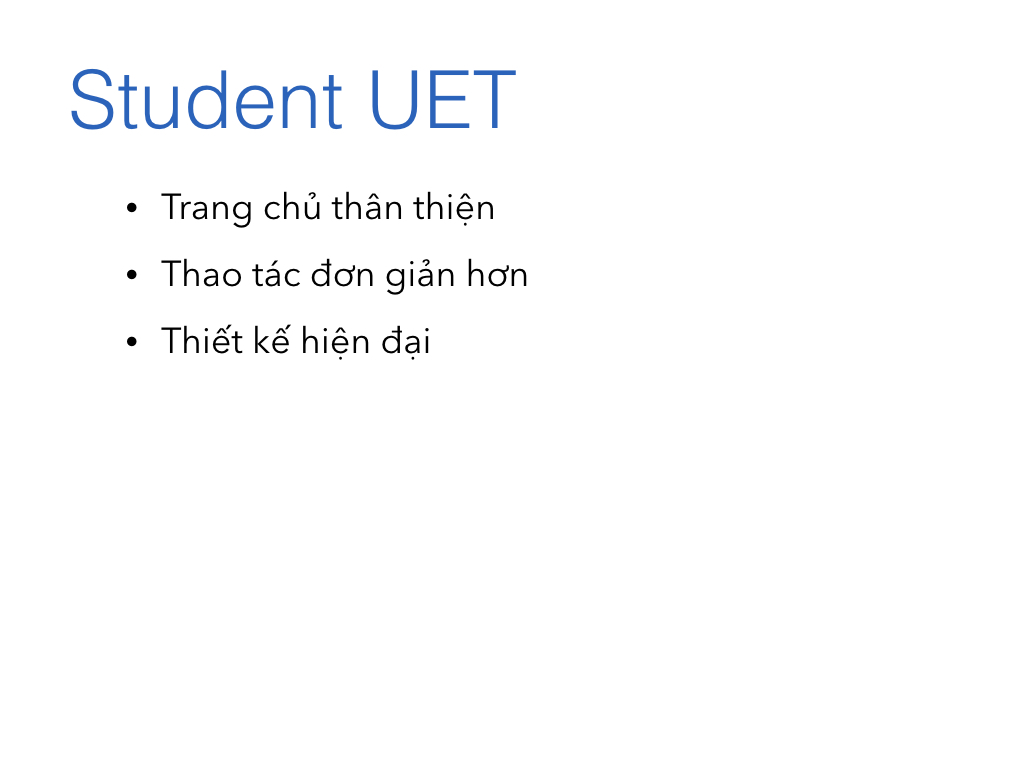 Student UET
• Trang chủ thân thiện
• Thao tác đơn giản hơn
• Thiết kế hiện đại